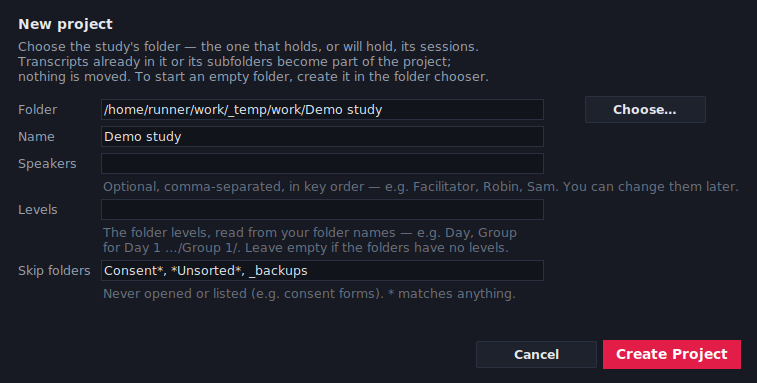 New project
Choose the study's folder — the one that holds, or will hold, its sessions.
Transcripts already in it or its subfolders become part of the project;
nothing is moved. To start an empty folder, create it in the folder chooser.
Folder /home/runner/work/_temp/work/Demo study Choose...
Name Demo study
Speakers
Optional, comma-separated, in key order — e.g. Facilitator, Robin, Sam. You can change them later.
Levels
The folder levels, read from your folder names — e.g. Day, Group
for Day 1 .../Group 1/. Leave empty if the folders have no levels.
Skip folders Consent*, *Unsorted*, _backups
Never opened or listed (e.g. consent forms). * matches anything.
Cancel Create Project